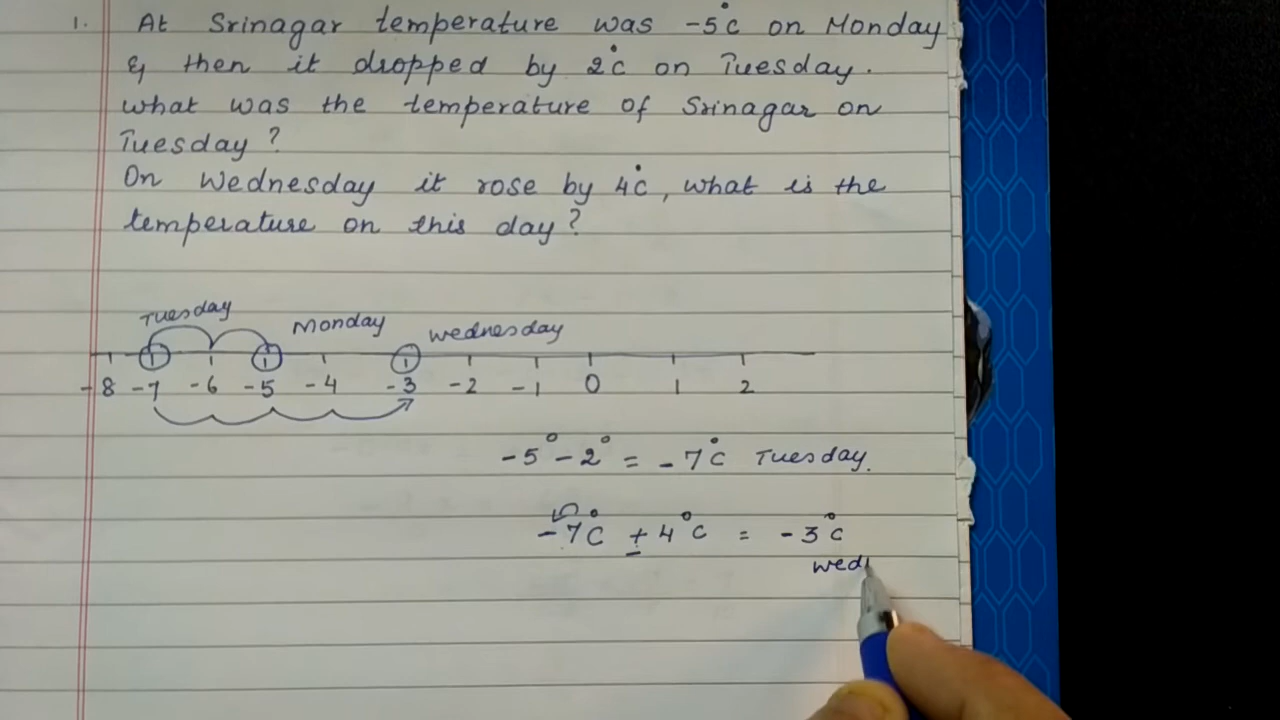 1. At Srinagar temperature was -5°C on Monday
& then it dropped by 2°C on Tuesday.
What was the temperature of Srinagar on
Tuesday?
On Wednesday it rose by 4°C, what is the
temperature on this day?
Tuesday Monday Wednesday
-8 -7 -6 -5 -4 -3 -2 -1 0 1 2
-5° - 2° = -7°C Tuesday.
-7°C + 4°C = -3°C
Wed